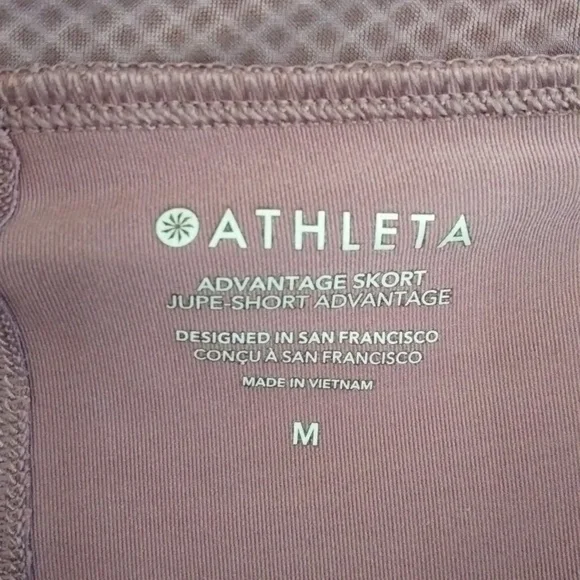 ATHLETA
ADVANTAGE SKORT
JUPE-SHORT ADVANTAGE
DESIGNED IN SAN FRANCISCO
CONÇU À SAN FRANCISCO
MADE IN VIETNAM
M